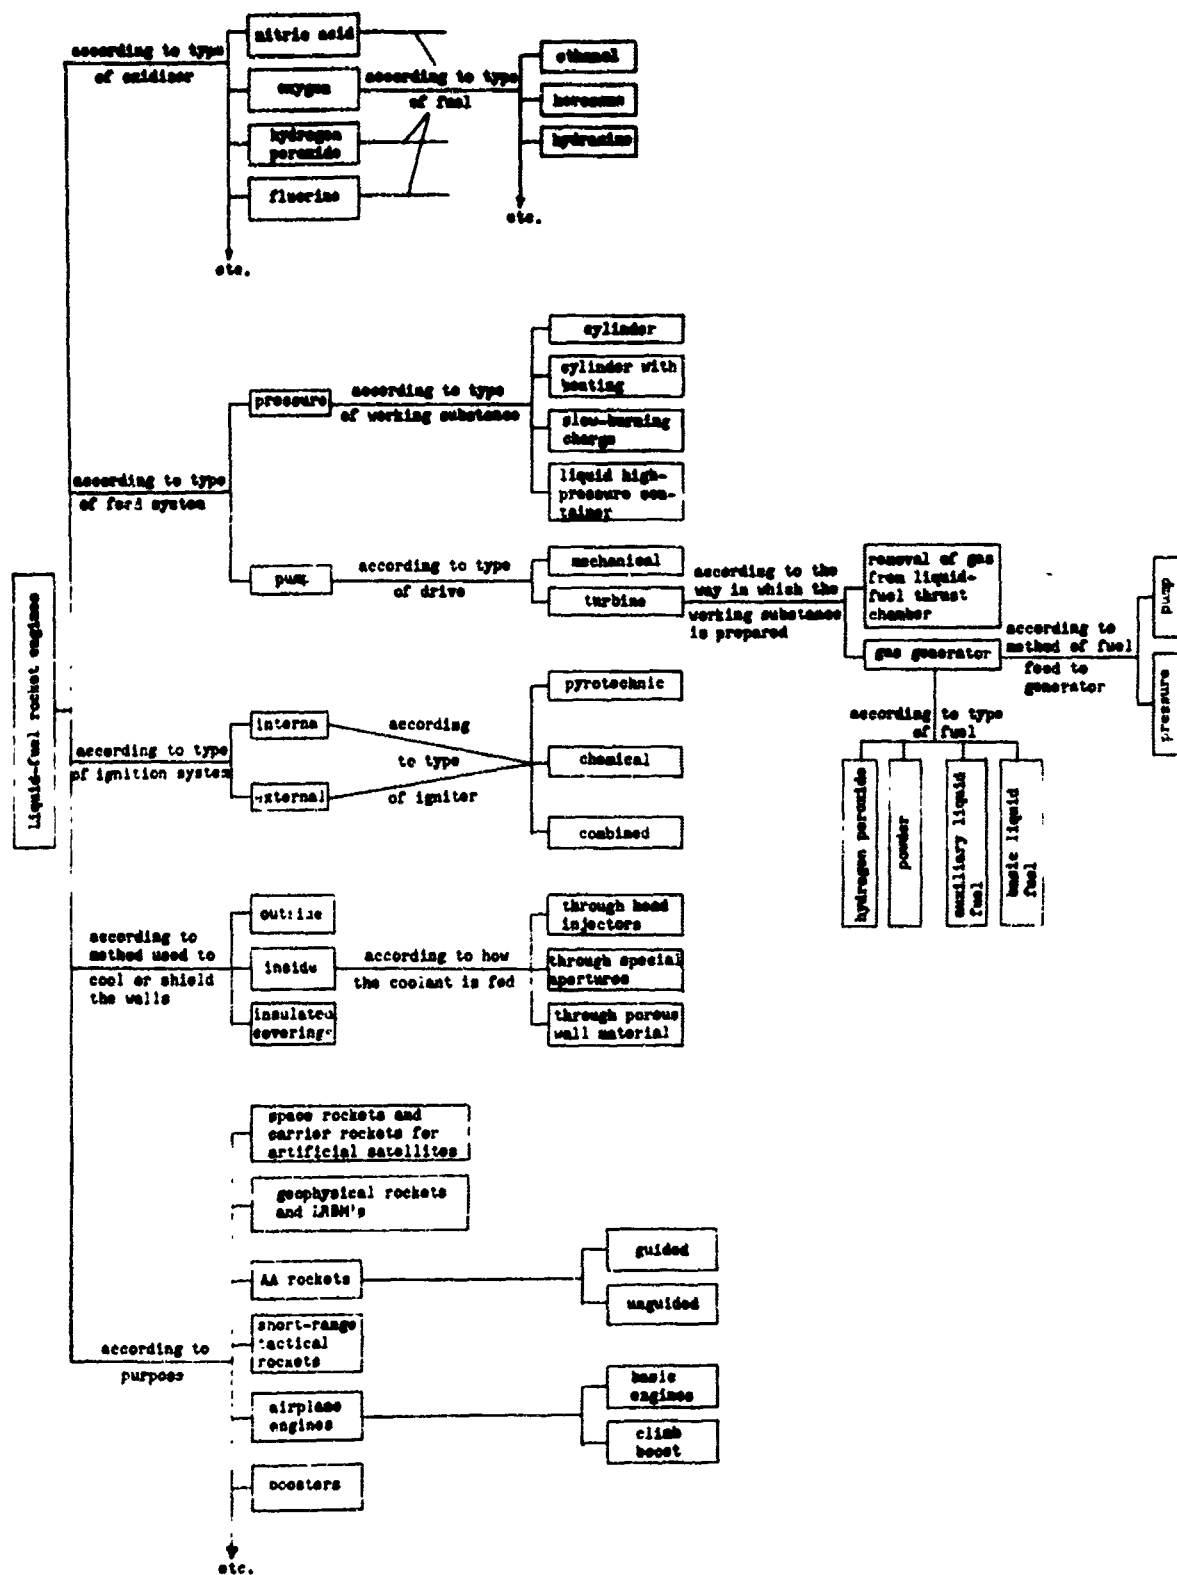 nitric acid
according to type
of oxidizer
oxygen
according to type
of fuel
ethanol
kerosene
hydrazine
hydrogen
peroxide
fluorine
etc.
etc.
cylinder
cylinder with
heating
pressure
according to type
of working substance
slow-burning
charge
liquid high-
pressure con-
tainer
according to type
of feed system
pump
according to type
of drive
mechanical
turbine
according to the
way in which the
working substance
is prepared
removal of gas
from liquid-
fuel thrust
chamber
gas generator
according to
method of fuel
feed to
generator
pump
pressure
according to type
of fuel
hydrogen peroxide
powder
auxiliary liquid
fuel
basic liquid
fuel
Liquid-fuel rocket engines
according to type
of ignition system
interna
external
according
to type
of igniter
pyrotechnic
chemical
combined
according to
method used to
cool or shield
the walls
outside
inside
insulated
coverings
according to how
the coolant is fed
through head
injectors
through special
apertures
through porous
wall material
according to
purpose
space rockets and
carrier rockets for
artificial satellites
geophysical rockets
and
AA rockets
guided
unguided
short-range
tactical
rockets
airplane
engines
basic
engines
climb
boost
boosters
etc.